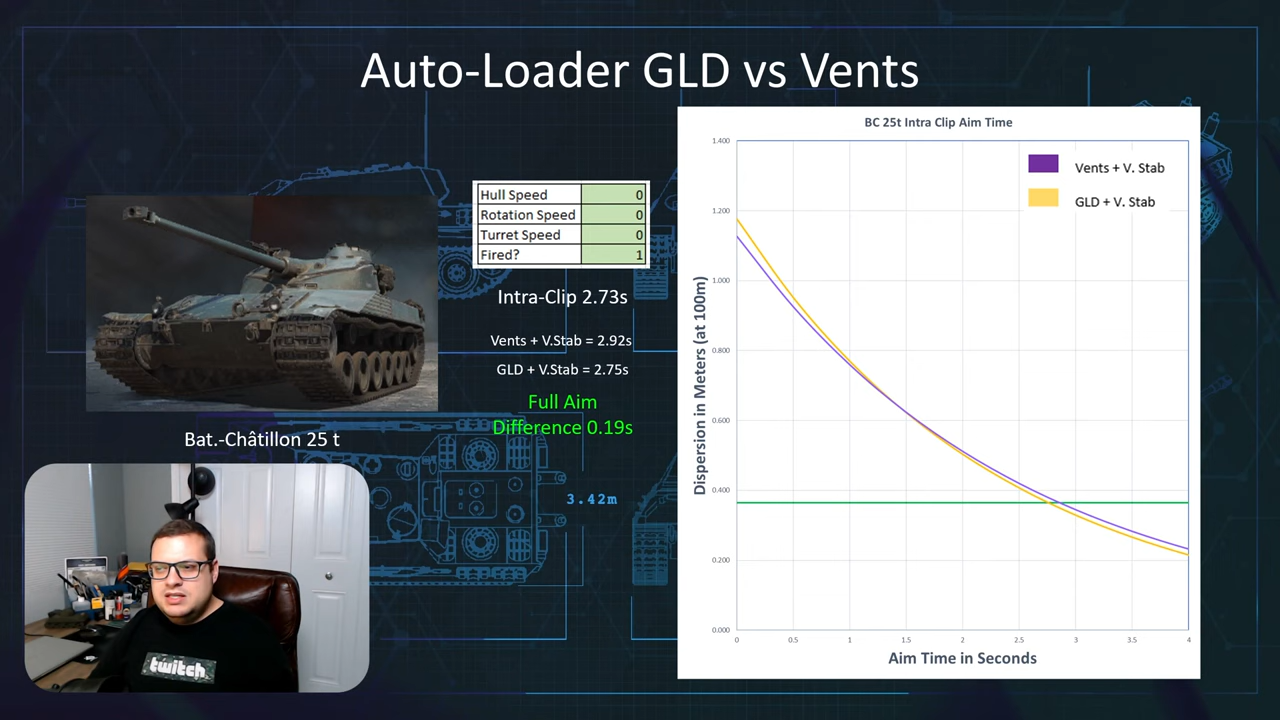 Auto-Loader GLD vs Vents
Hull Speed 0
Rotation Speed 0
Turret Speed 0
Fired? 1
Intra-Clip 2.73s
Vents + V.Stab = 2.92s
GLD + V.Stab = 2.75s
Full Aim
Difference 0.19s
Bat.-Châtillon 25 t
3.42m
twitch
BC 25t Intra Clip Aim Time
Vents + V. Stab
GLD + V. Stab
Dispersion in Meters (at 100m)
1.400
1.200
1.000
0.800
0.600
0.400
0.200
0.000
0 0.5 1 1.5 2 2.5 3 3.5 4
Aim Time in Seconds